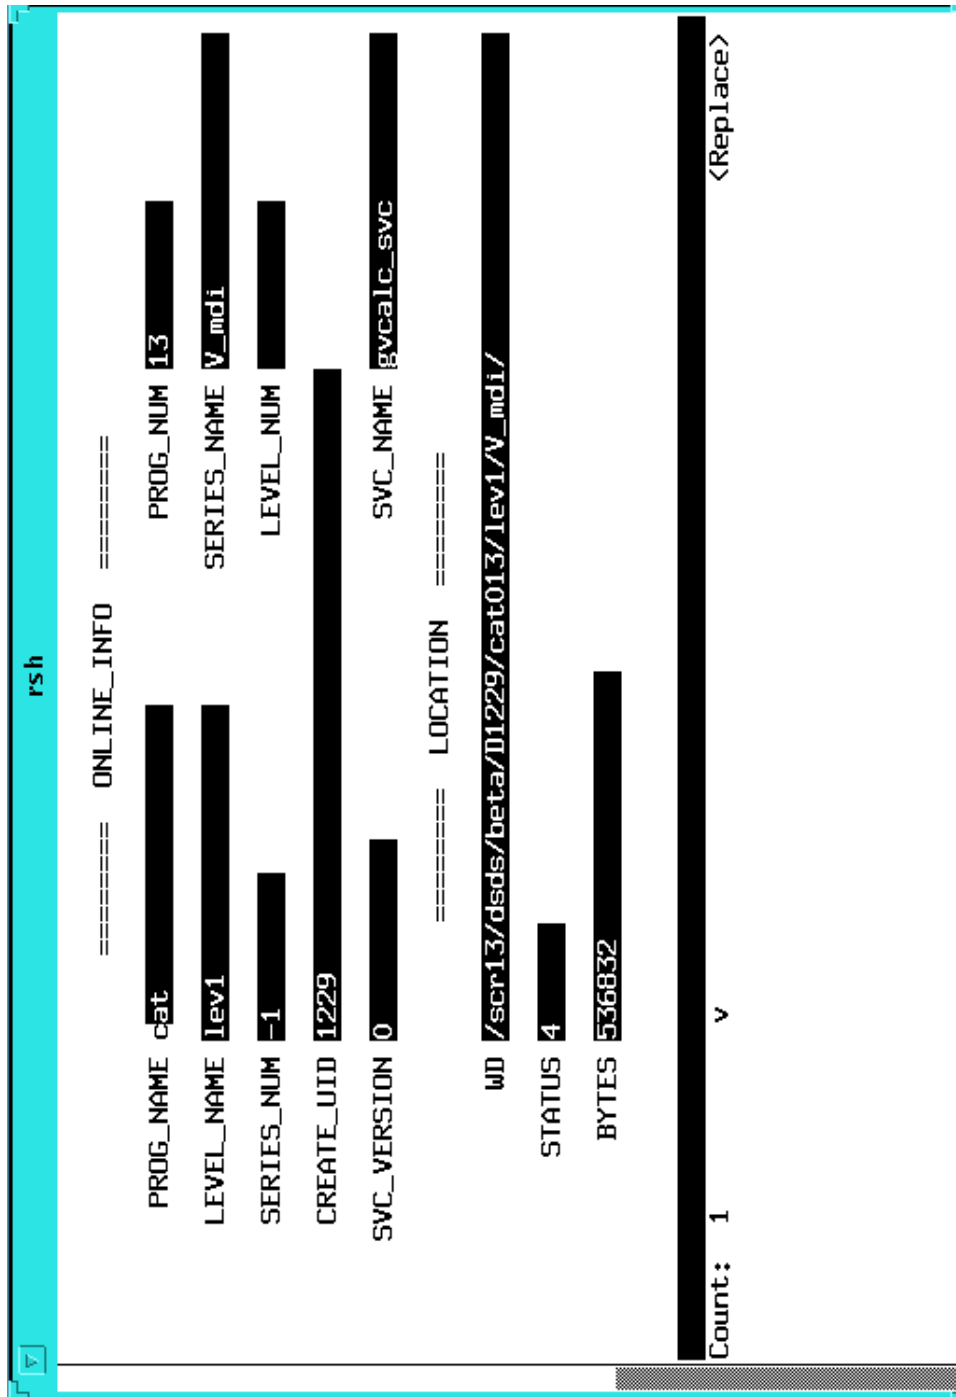 rsh
======== ONLINE_INFO ========
PROG_NAME cat PROG_NUM 13
LEVEL_NAME lev1 SERIES_NAME V_mdi
SERIES_NUM -1 LEVEL_NUM
CREATE_UID 1229
SVC_VERSION 0 SVC_NAME gvcalc_svc
======== LOCATION ========
WD /scr13/dsds/beta/D1229/cat013/lev1/V_mdi/
STATUS 4
BYTES 536832
Count: 1 v <Replace>